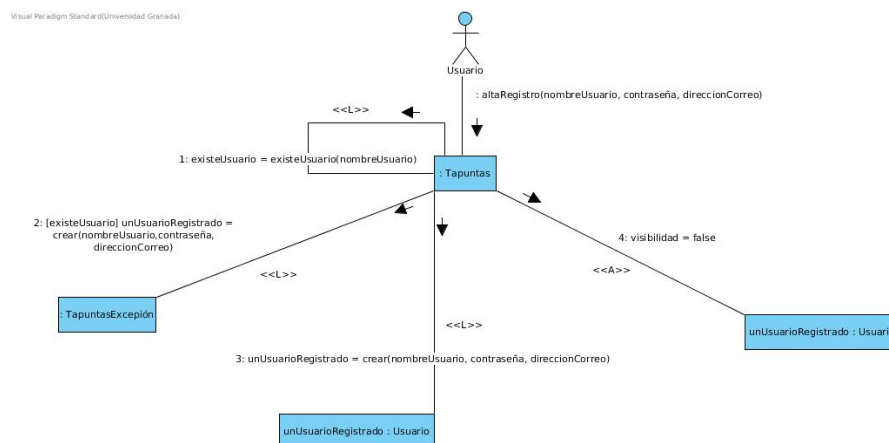 Visual Paradigm Standard(Universidad Granada)
Usuario
: altaRegistro(nombreUsuario, contraseña, direccionCorreo)
<<L>>
1: existeUsuario = existeUsuario(nombreUsuario)
: Tapuntas
2: [existeUsuario] unUsuarioRegistrado =
crear(nombreUsuario,contraseña,
direccionCorreo)
4: visibilidad = false
<<L>>
<<A>>
: TapuntasExcepión
<<L>>
unUsuarioRegistrado : Usuari
3: unUsuarioRegistrado = crear(nombreUsuario, contraseña, direccionCorreo)
unUsuarioRegistrado : Usuario